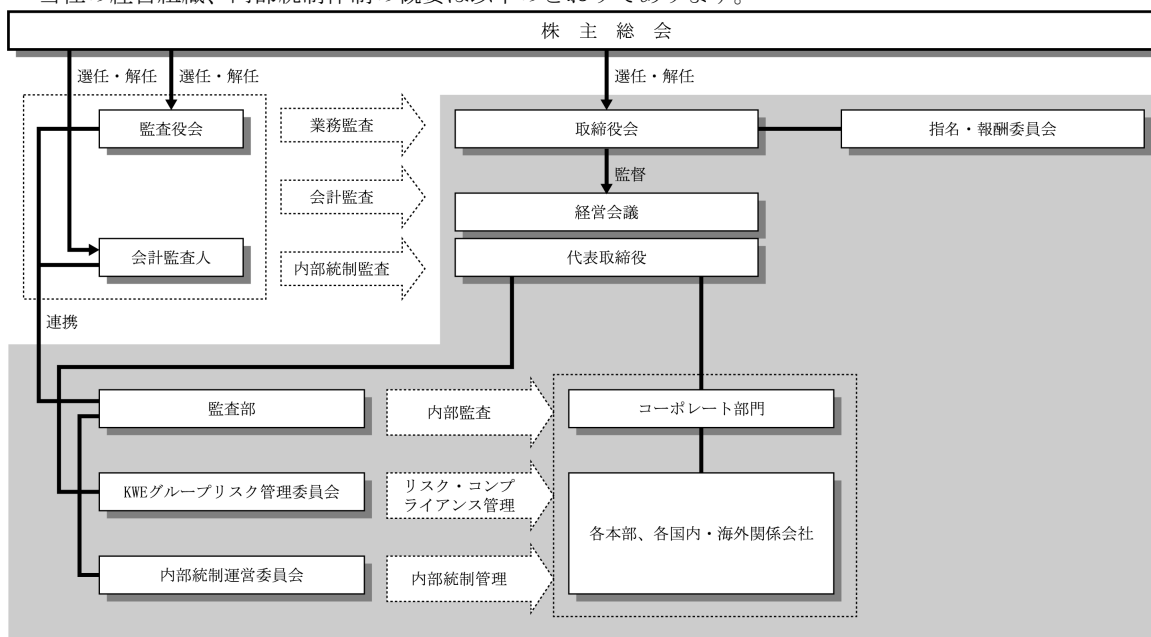 当社の経営組織、内部統制体制の概要は以下のとおりであります。
株 主 総 会
選任・解任
選任・解任
選任・解任
監査役会
業務監査
取締役会
指名・報酬委員会
監督
会計監査
経営会議
会計監査人
内部統制監査
代表取締役
連携
監査部
内部監査
コーポレート部門
KWEグループリスク管理委員会
リスク・コンプ
ライアンス管理
各本部、各国内・海外関係会社
内部統制運営委員会
内部統制管理